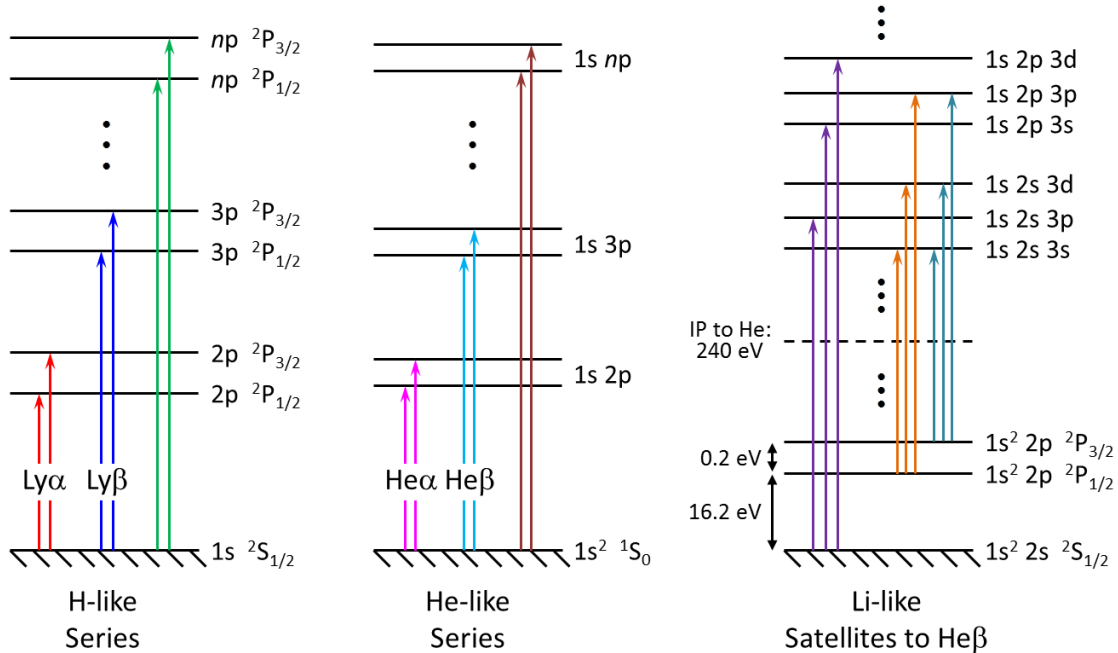 np ²P₃/₂
np ²P₁/₂
3p ²P₃/₂
3p ²P₁/₂
2p ²P₃/₂
2p ²P₁/₂
Lyα Lyβ
1s ²S₁/₂
H-like
Series
1s np
1s 3p
1s 2p
Heα Heβ
1s² ¹S₀
He-like
Series
1s 2p 3d
1s 2p 3p
1s 2p 3s
1s 2s 3d
1s 2s 3p
1s 2s 3s
IP to He:
240 eV
1s² 2p ²P₃/₂
0.2 eV
1s² 2p ²P₁/₂
16.2 eV
1s² 2s ²S₁/₂
Li-like
Satellites to Heβ